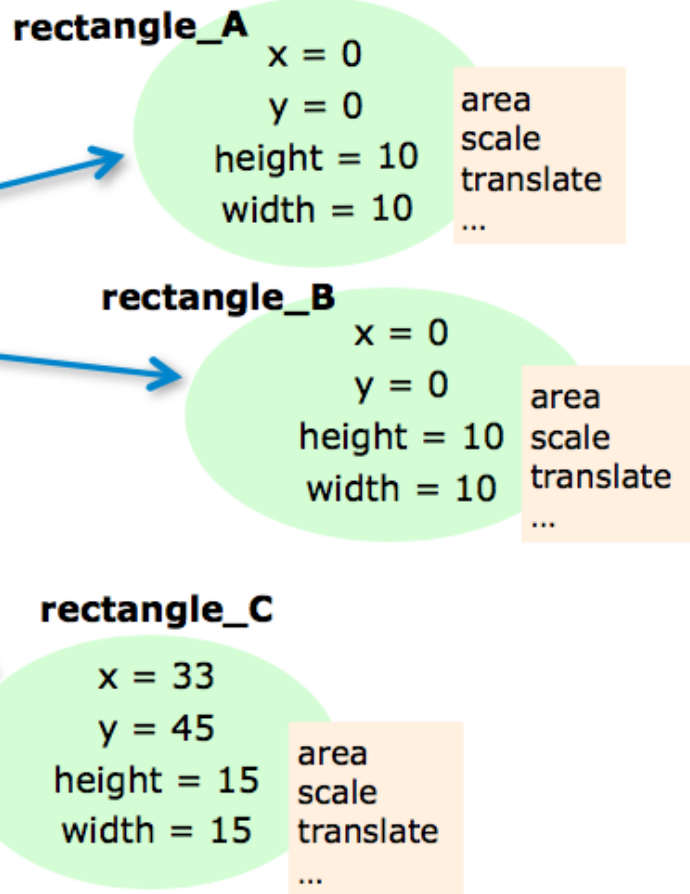 rectangle_A
x = 0
y = 0
height = 10
width = 10
area
scale
translate
...
rectangle_B
x = 0
y = 0
height = 10
width = 10
area
scale
translate
...
rectangle_C
x = 33
y = 45
height = 15
width = 15
area
scale
translate
...